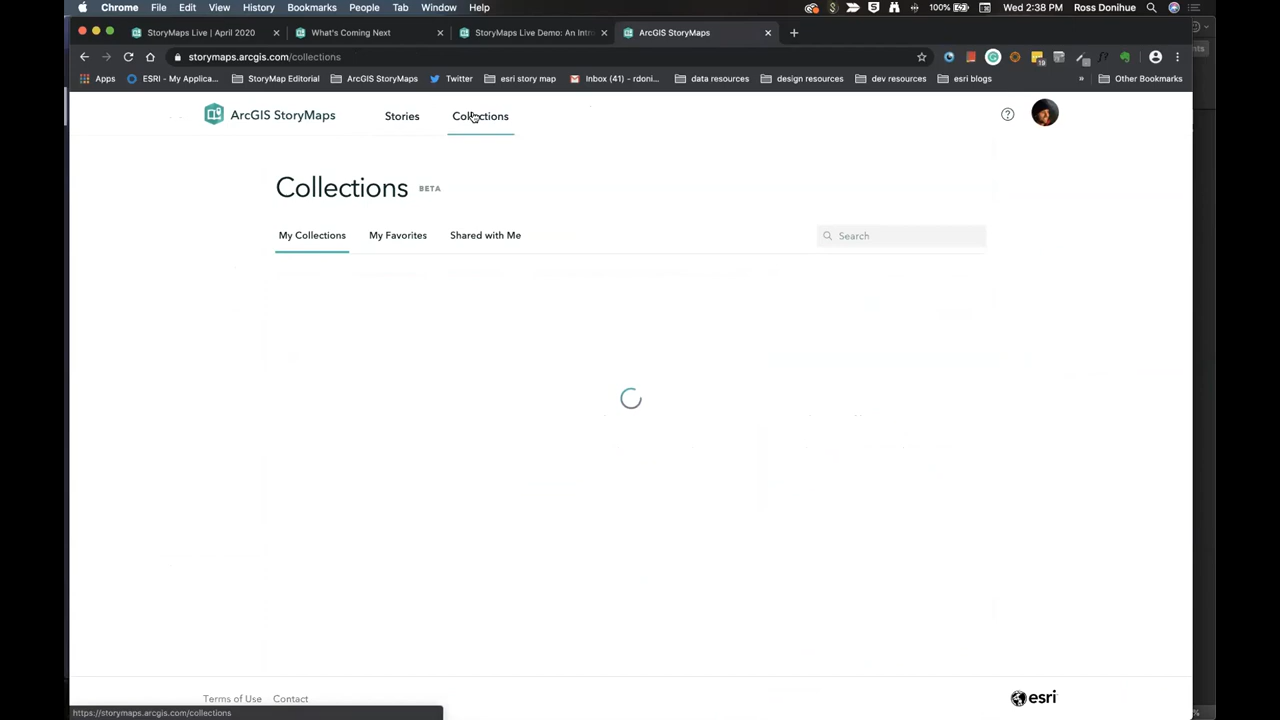 Chrome File Edit View History Bookmarks People Tab Window Help 100% Wed 2:38 PM Ross Donihue
StoryMaps Live | April 2020 What's Coming Next StoryMaps Live Demo: An Intro ArcGIS StoryMaps
storymaps.arcgis.com/collections
Apps ESRI - My Applica... StoryMap Editorial ArcGIS StoryMaps Twitter esri story map Inbox (41) - rdoni... data resources design resources dev resources esri blogs » Other Bookmarks
ArcGIS StoryMaps Stories Collections
Collections BETA
My Collections My Favorites Shared with Me Search
Terms of Use Contact esri
https://storymaps.arcgis.com/collections